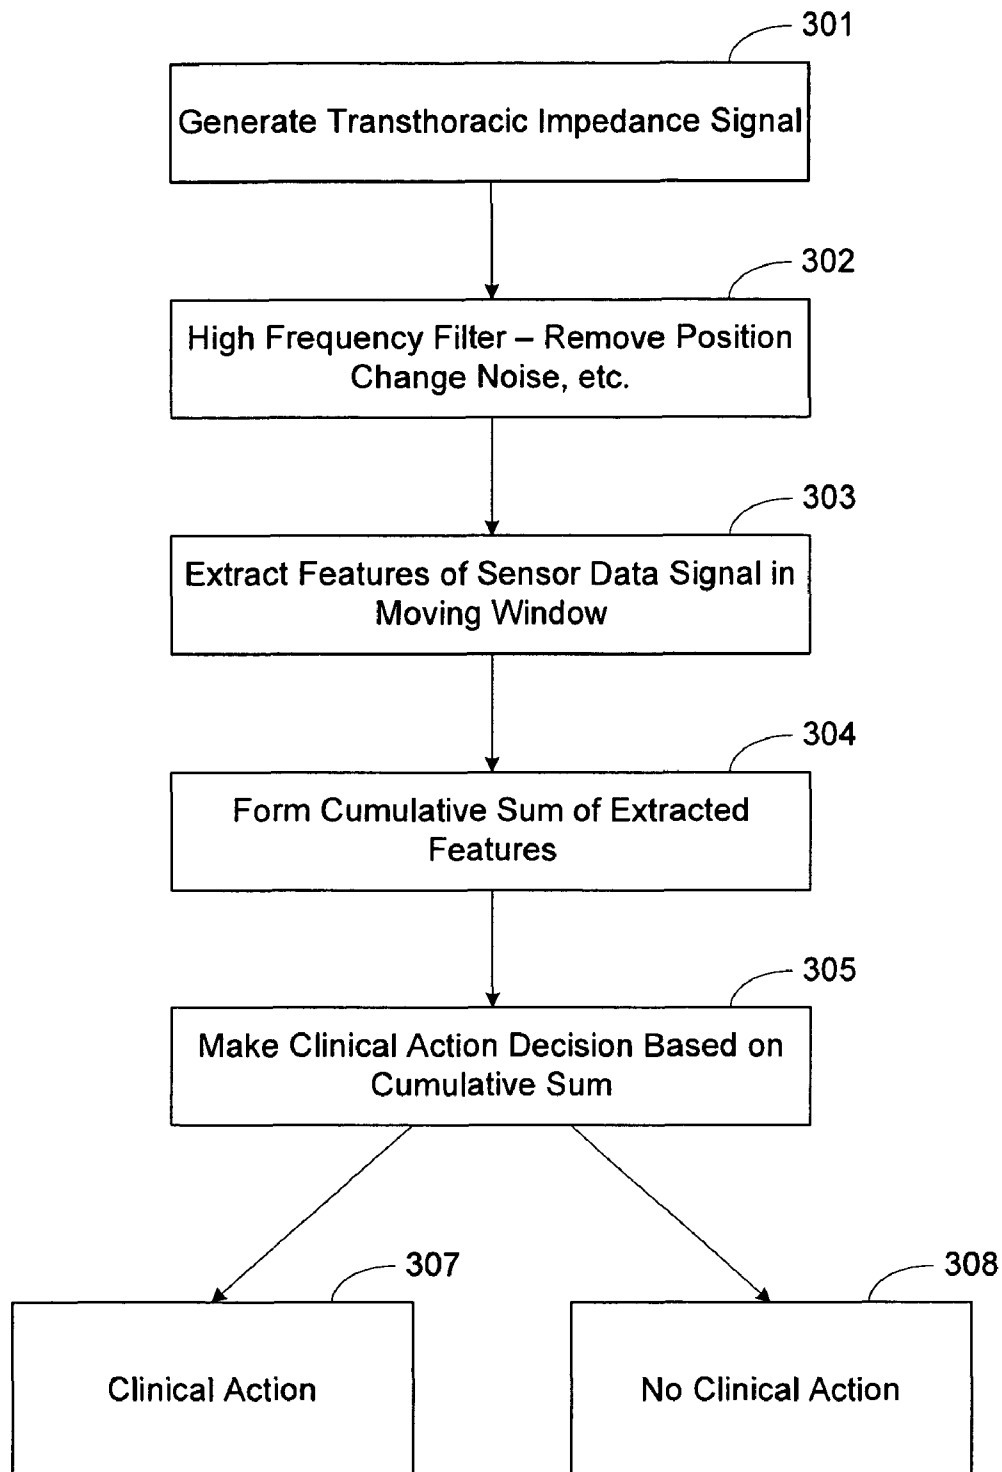 301
Generate Transthoracic Impedance Signal
302
High Frequency Filter – Remove Position
Change Noise, etc.
303
Extract Features of Sensor Data Signal in
Moving Window
304
Form Cumulative Sum of Extracted
Features
305
Make Clinical Action Decision Based on
Cumulative Sum
307
Clinical Action
308
No Clinical Action